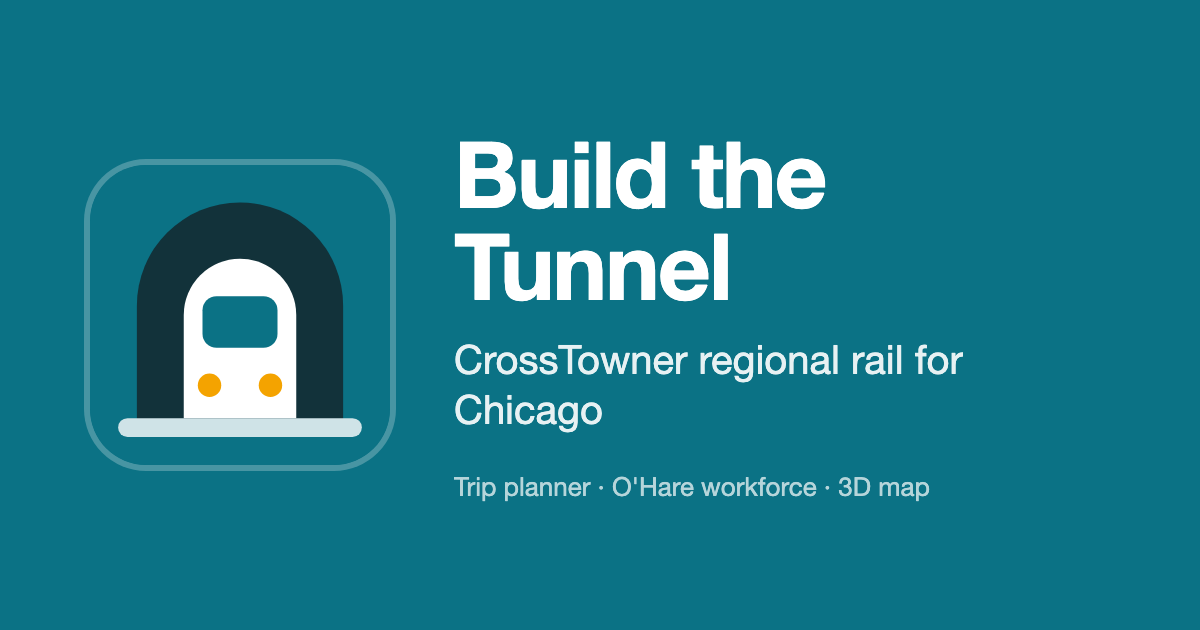 Build the
Tunnel
CrossTowner regional rail for
Chicago
Trip planner · O'Hare workforce · 3D map